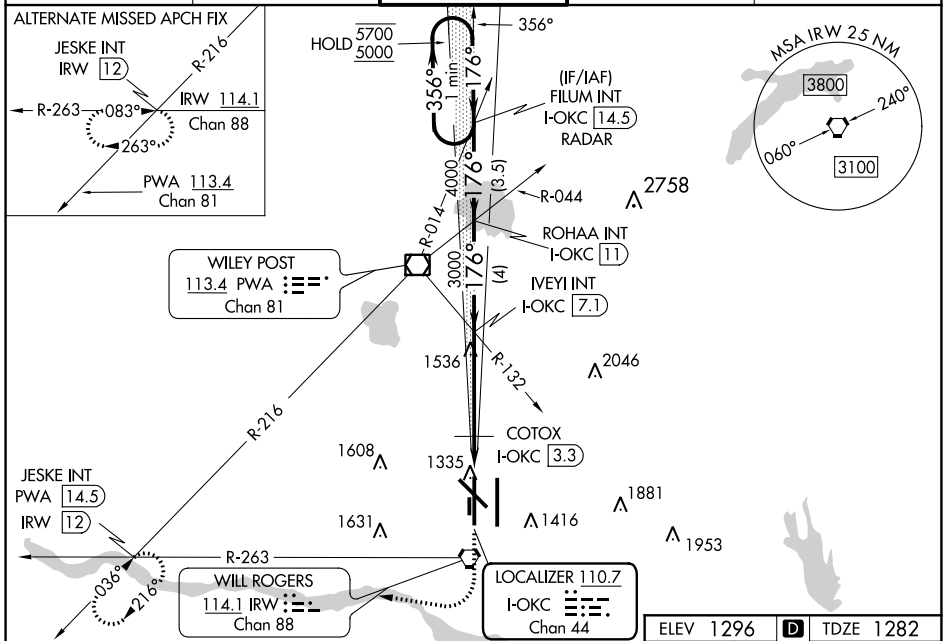 ALTERNATE MISSED APCH FIX
JESKE INT
IRW 12
R-216
R-263
083°
263°
IRW 114.1
Chan 88
PWA 113.4
Chan 81
HOLD 5700
5000
356°
356°
1 min
176°
(IF/IAF)
FILUM INT
I-OKC 14.5
RADAR
MSA IRW 25 NM
3800
240°
060°
3100
4000
176°
(3.5)
R-014
R-044
2758
ROHAA INT
I-OKC 11
WILEY POST
113.4 PWA
Chan 81
3000
176°
(4)
IVEYI INT
I-OKC 7.1
1536
R-132
2046
R-216
COTOX
I-OKC 3.3
1608
1335
JESKE INT
PWA 14.5
IRW 12
1631
1416
1881
1953
R-263
036°
216°
WILL ROGERS
114.1 IRW
Chan 88
LOCALIZER 110.7
I-OKC
Chan 44
ELEV 1296 D TDZE 1282